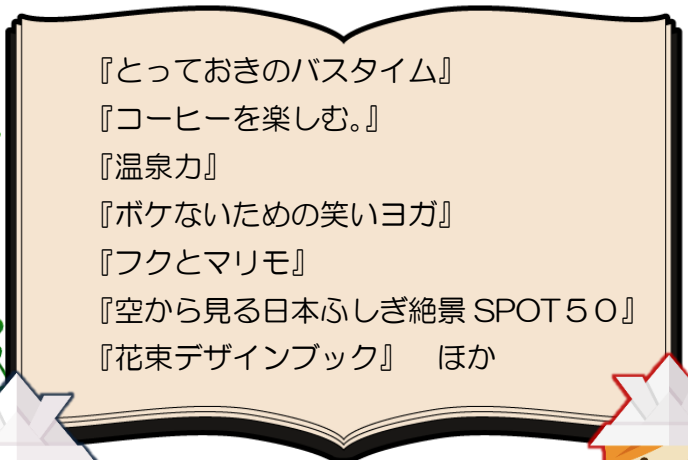 『とっておきのバスタイム』
『コーヒーを楽しむ。』
『温泉力』
『ボケないための笑いヨガ』
『フクとマリモ』
『空から見る日本ふしぎ絶景 SPOT５０』
『花束デザインブック』　ほか